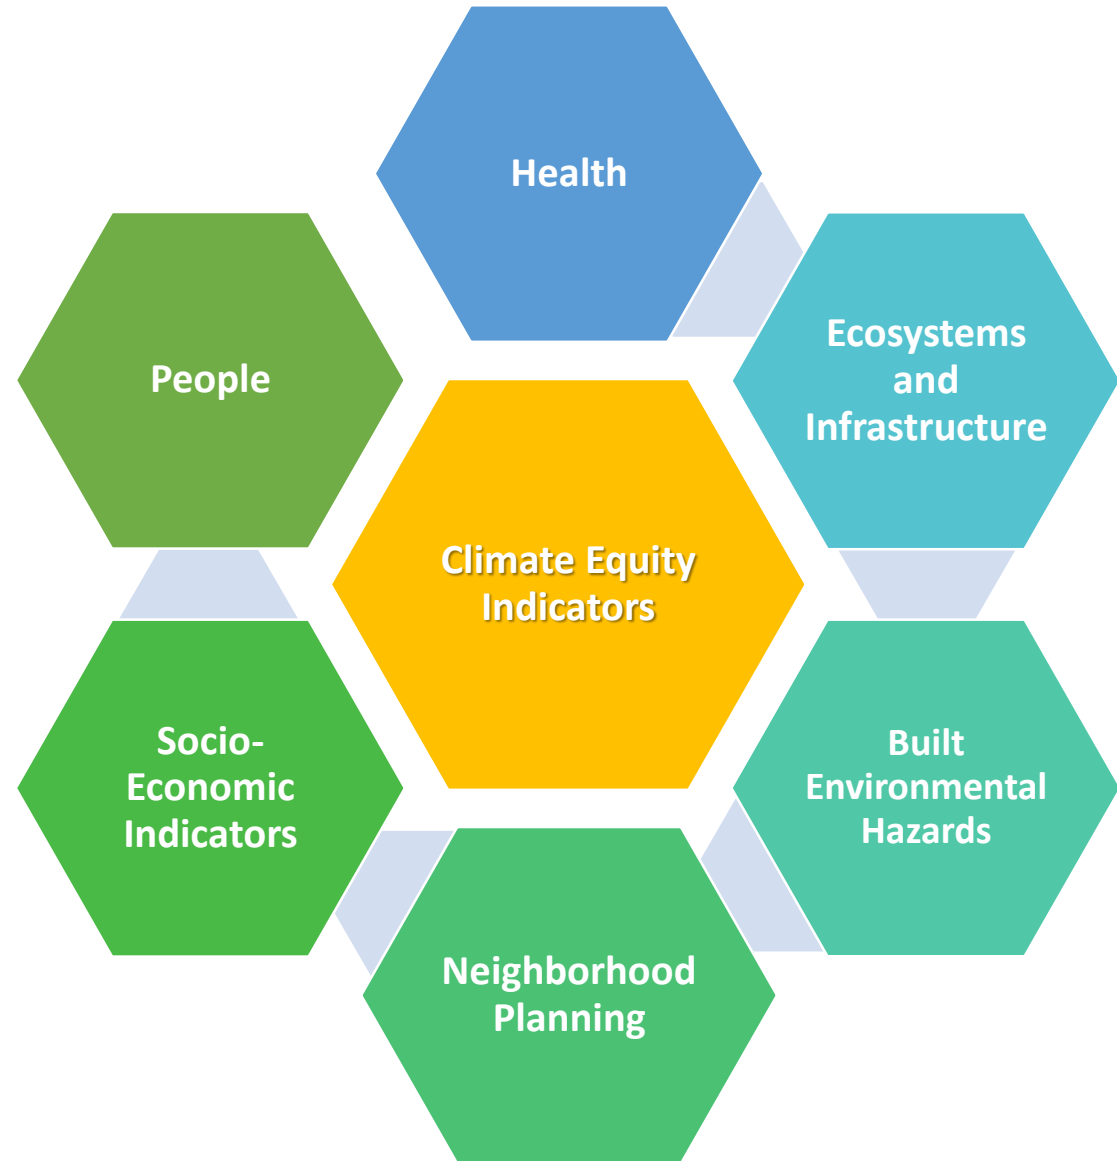 Health
Ecosystems
and
Infrastructure
People
Climate Equity
Indicators
Built
Environmental
Hazards
Socio-
Economic
Indicators
Neighborhood
Planning